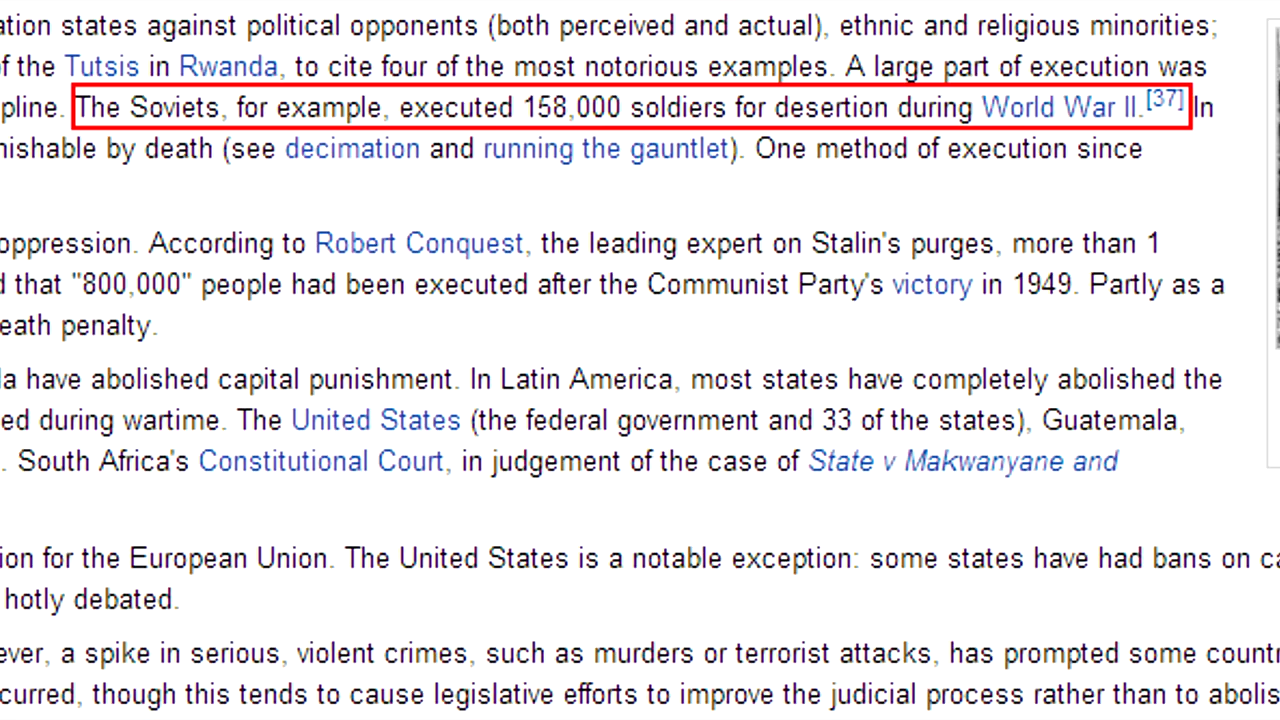 ation states against political opponents (both perceived and actual), ethnic and religious minorities;
of the Tutsis in Rwanda, to cite four of the most notorious examples. A large part of execution was
pline. The Soviets, for example, executed 158,000 soldiers for desertion during World War II.[37] In
nishable by death (see decimation and running the gauntlet). One method of execution since
oppression. According to Robert Conquest, the leading expert on Stalin's purges, more than 1
d that "800,000" people had been executed after the Communist Party's victory in 1949. Partly as a
eath penalty.
la have abolished capital punishment. In Latin America, most states have completely abolished the
ed during wartime. The United States (the federal government and 33 of the states), Guatemala,
. South Africa's Constitutional Court, in judgement of the case of State v Makwanyane and
ion for the European Union. The United States is a notable exception: some states have had bans on ca
hotly debated.
ever, a spike in serious, violent crimes, such as murders or terrorist attacks, has prompted some countr
curred, though this tends to cause legislative efforts to improve the judicial process rather than to abolis